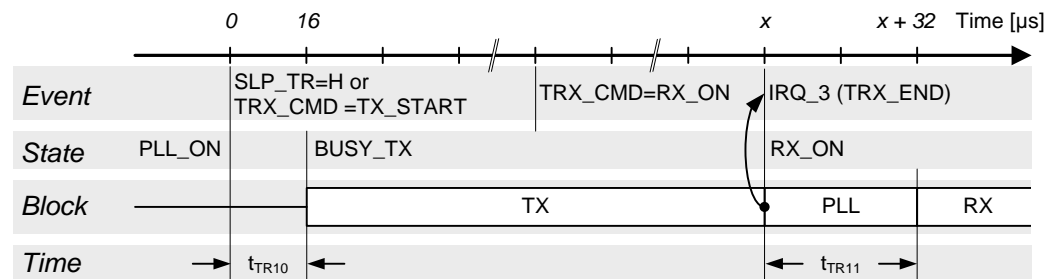 0 16 x x + 32 Time [µs]
Event SLP_TR=H or
TRX_CMD =TX_START TRX_CMD=RX_ON IRQ_3 (TRX_END)
State PLL_ON BUSY_TX RX_ON
Block TX PLL RX
Time tTR10 tTR11